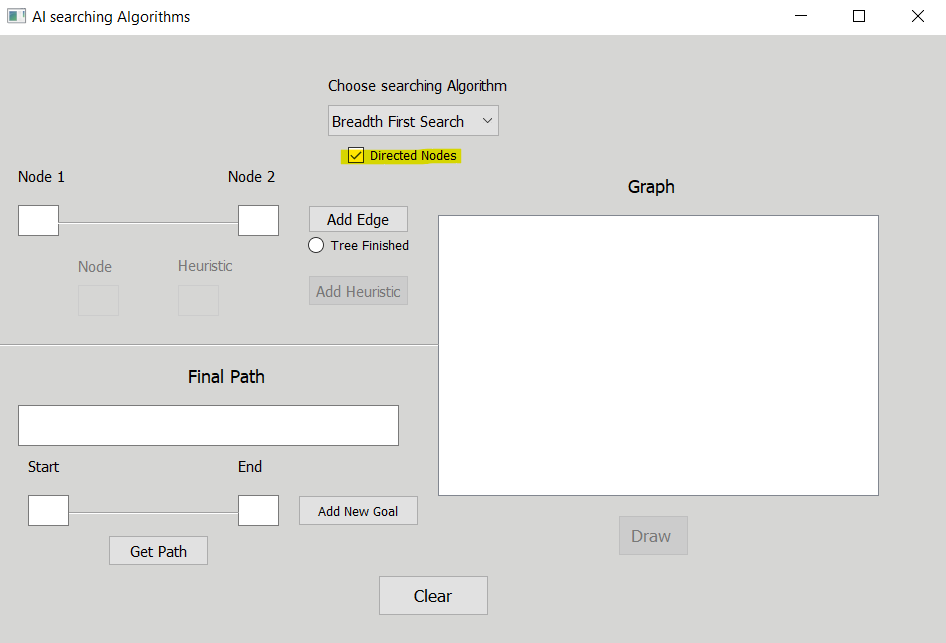 AI searching Algorithms
Choose searching Algorithm
Breadth First Search
Directed Nodes
Node 1
Node 2
Graph
Add Edge
Tree Finished
Node
Heuristic
Add Heuristic
Final Path
Start
End
Add New Goal
Draw
Get Path
Clear